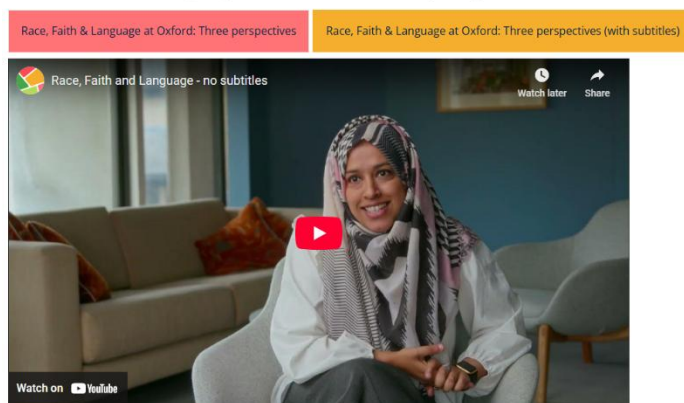 Race, Faith & Language at Oxford: Three perspectives
Race, Faith & Language at Oxford: Three perspectives (with subtitles)
Race, Faith and Language - no subtitles
Watch later
Share
Watch on YouTube